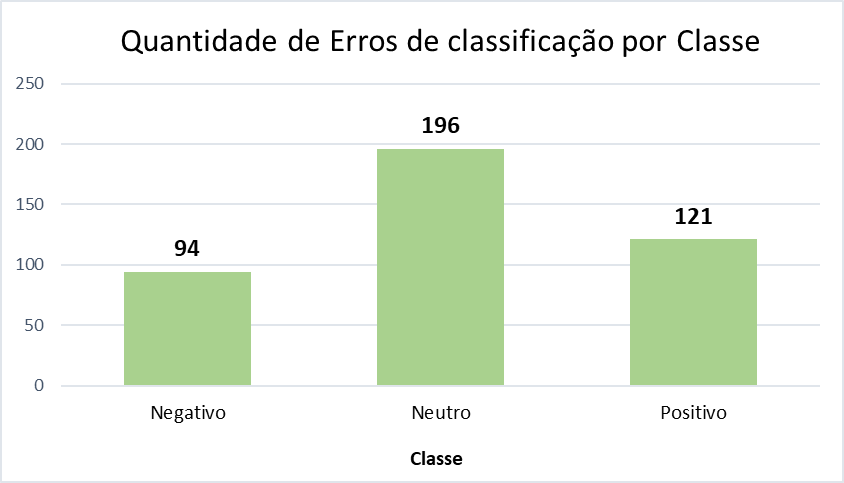 Quantidade de Erros de classificação por Classe
250
200
150
100
50
0
94
196
121
Negativo
Neutro
Positivo
Classe